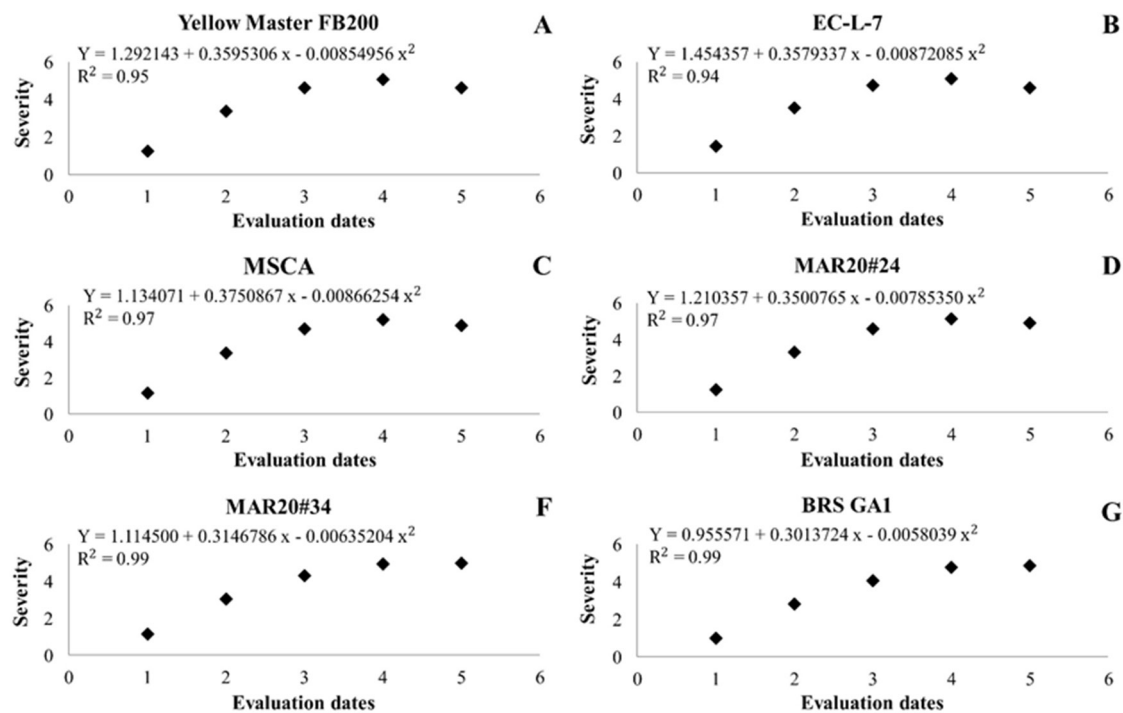 Yellow Master FB200
A
Y = 1.292143 + 0.3595306 x - 0.00854956 x²
R² = 0.95
6
4
2
0
Severity
0 1 2 3 4 5 6
Evaluation dates
EC-L-7
B
Y = 1.454357 + 0.3579337 x - 0.00872085 x²
R² = 0.94
6
4
2
0
Severity
0 1 2 3 4 5 6
Evaluation dates
MSCA
C
Y = 1.134071 + 0.3750867 x - 0.00866254 x²
R² = 0.97
6
4
2
0
Severity
0 1 2 3 4 5 6
Evaluation dates
MAR20#24
D
Y = 1.210357 + 0.3500765 x - 0.00785350 x²
R² = 0.97
6
4
2
0
Severity
0 1 2 3 4 5 6
Evaluation dates
MAR20#34
F
Y = 1.114500 + 0.3146786 x - 0.00635204 x²
R² = 0.99
6
4
2
0
Severity
0 1 2 3 4 5 6
Evaluation dates
BRS GA1
G
Y = 0.955571 + 0.3013724 x - 0.0058039 x²
R² = 0.99
6
4
2
0
Severity
0 1 2 3 4 5 6
Evaluation dates